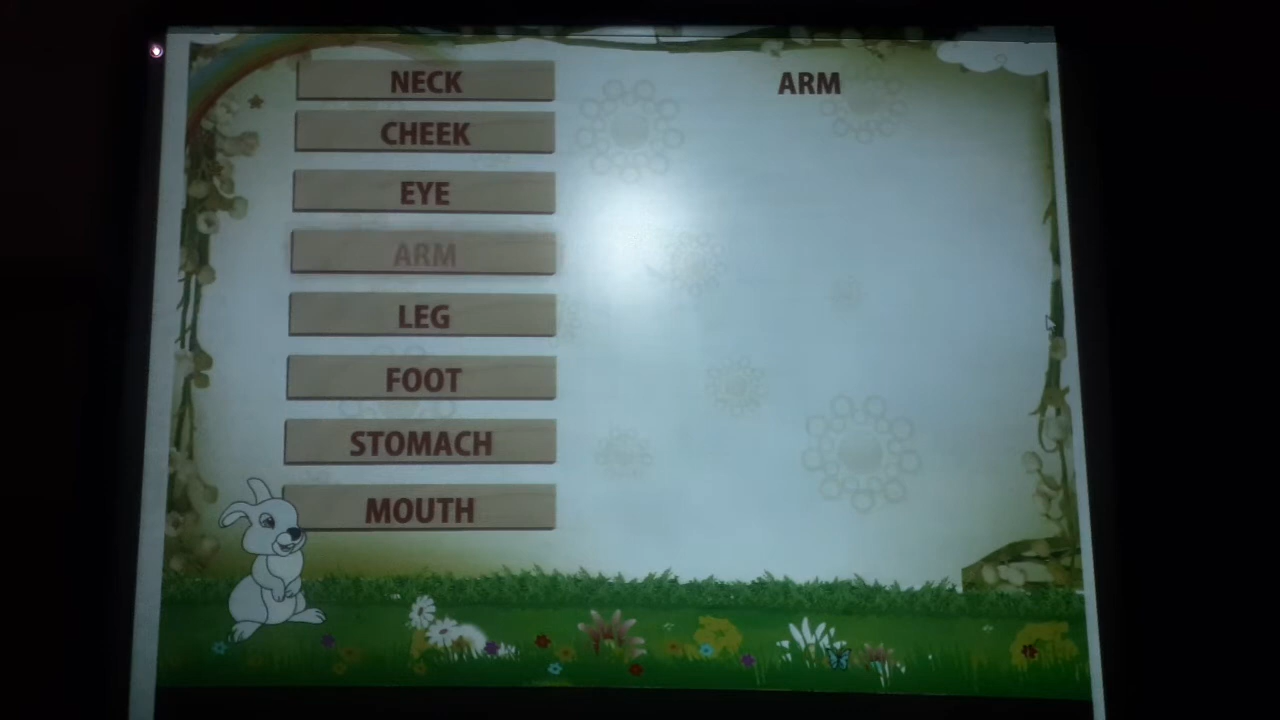 NECK
ARM
CHEEK
EYE
ARM
LEG
FOOT
STOMACH
MOUTH